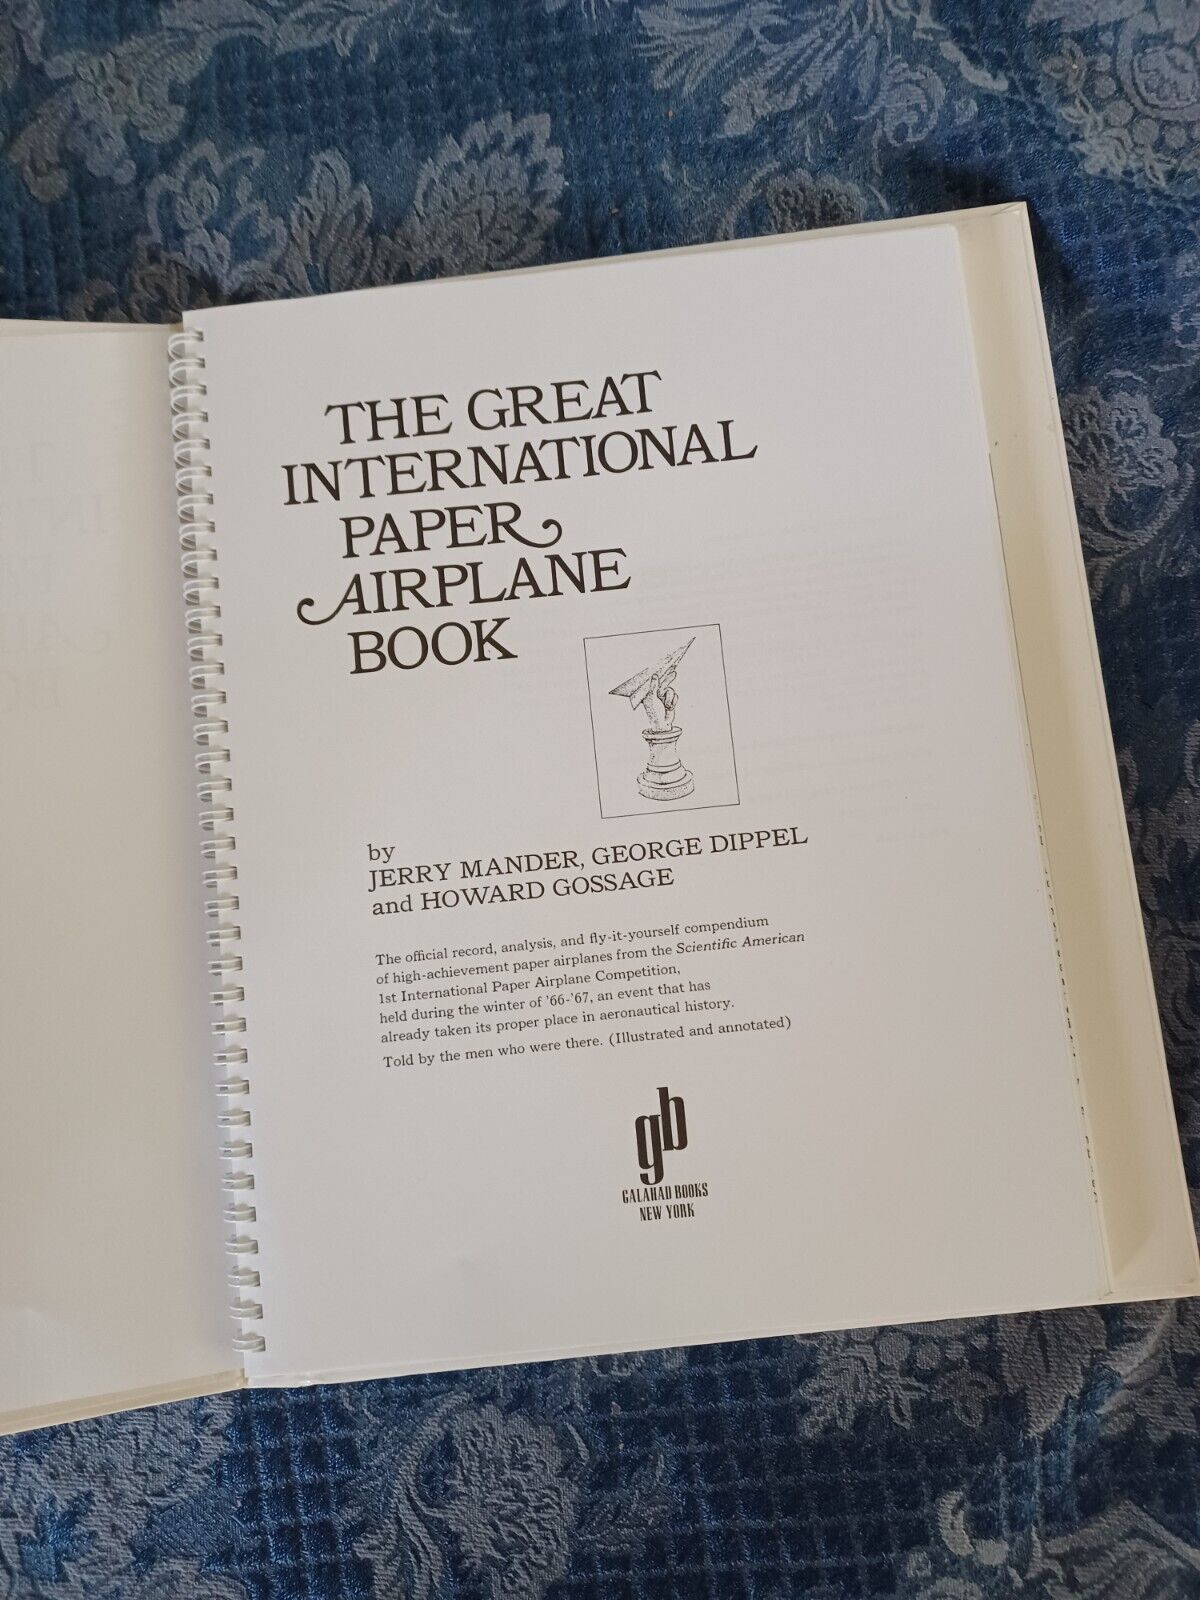 THE GREAT
INTERNATIONAL
PAPER
AIRPLANE
BOOK
by
JERRY MANDER, GEORGE DIPPEL
and HOWARD GOSSAGE
The official record, analysis, and fly-it-yourself compendium
of high-achievement paper airplanes from the Scientific American
1st International Paper Airplane Competition,
held during the winter of '66-'67, an event that has
already taken its proper place in aeronautical history.
Told by the men who were there. (Illustrated and annotated)
gb
GALAHAD BOOKS
NEW YORK